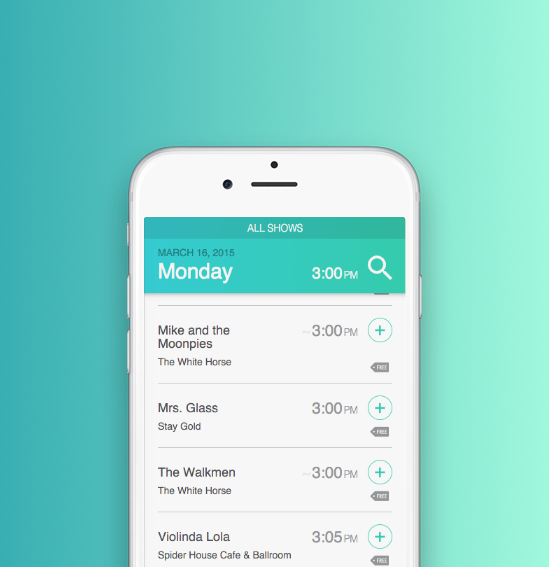 ALL SHOWS
MARCH 16, 2015
Monday 3:00PM
Mike and the ~3:00PM
Moonpies
The White Horse
FREE
Mrs. Glass 3:00PM
Stay Gold
FREE
The Walkmen ~3:00PM
The White Horse
FREE
Violinda Lola 3:05PM
Spider House Cafe & Ballroom
FREE